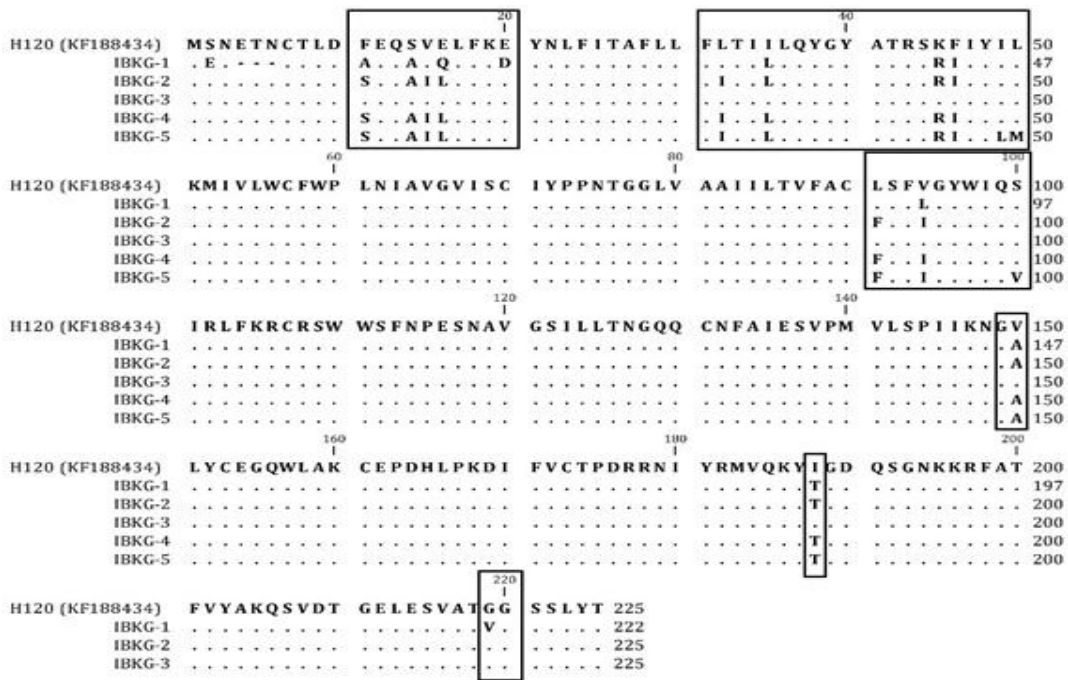 20 40
H120 (KF188434) MSNETNCTLD FEQSVELFKE YNLFITAFLL FLTIILQYGY ATRSKFIYIL 50
IBKG-1 .E.---.... A..A.Q...D .......... ....L..... ....RI.... 47
IBKG-2 .......... S..AIL.... .......... .I..L..... ....RI.... 50
IBKG-3 .......... .......... .......... .......... .......... 50
IBKG-4 .......... S..AIL.... .......... .I..L..... ....RI.... 50
IBKG-5 .......... S..AIL.... .......... .I..L..... ....RI..LM 50
60 80 100
H120 (KF188434) KMIVLWCFWP LNIAVGVISC IYPPNTGGLV AAIILTVFAC LSFVGYWIQS 100
IBKG-1 .......... .......... .......... .......... ...L...... 97
IBKG-2 .......... .......... .......... .......... F..I...... 100
IBKG-3 .......... .......... .......... .......... .......... 100
IBKG-4 .......... .......... .......... .......... F..I...... 100
IBKG-5 .......... .......... .......... .......... F..I.....V 100
120 140
H120 (KF188434) IRLFKRCRSW WSFNPESNAV GSILLTNGQQ CNFAIESVPM VLSPIIKNGV 150
IBKG-1 .......... .......... .......... .......... .........A 147
IBKG-2 .......... .......... .......... .......... .........A 150
IBKG-3 .......... .......... .......... .......... .......... 150
IBKG-4 .......... .......... .......... .......... .........A 150
IBKG-5 .......... .......... .......... .......... .........A 150
160 180 200
H120 (KF188434) LYCEGQWLAK CEPDHLPKDI FVCTPDRRNI YRMVQKYIGD QSGNKKRFAT 200
IBKG-1 .......... .......... .......... .......T.. .......... 197
IBKG-2 .......... .......... .......... .......T.. .......... 200
IBKG-3 .......... .......... .......... .......... .......... 200
IBKG-4 .......... .......... .......... .......T.. .......... 200
IBKG-5 .......... .......... .......... .......T.. .......... 200
220
H120 (KF188434) FVYAKQSVDT GELESVATGG SSLYT 225
IBKG-1 .......... ........V. ..... 222
IBKG-2 .......... .......... ..... 225
IBKG-3 .......... .......... ..... 225